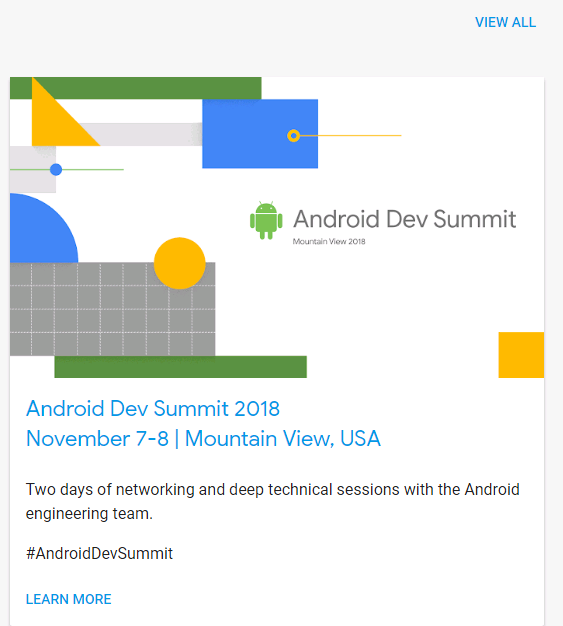 VIEW ALL
Android Dev Summit
Mountain View 2018
Android Dev Summit 2018
November 7-8 | Mountain View, USA
Two days of networking and deep technical sessions with the Android
engineering team.
#AndroidDevSummit
LEARN MORE